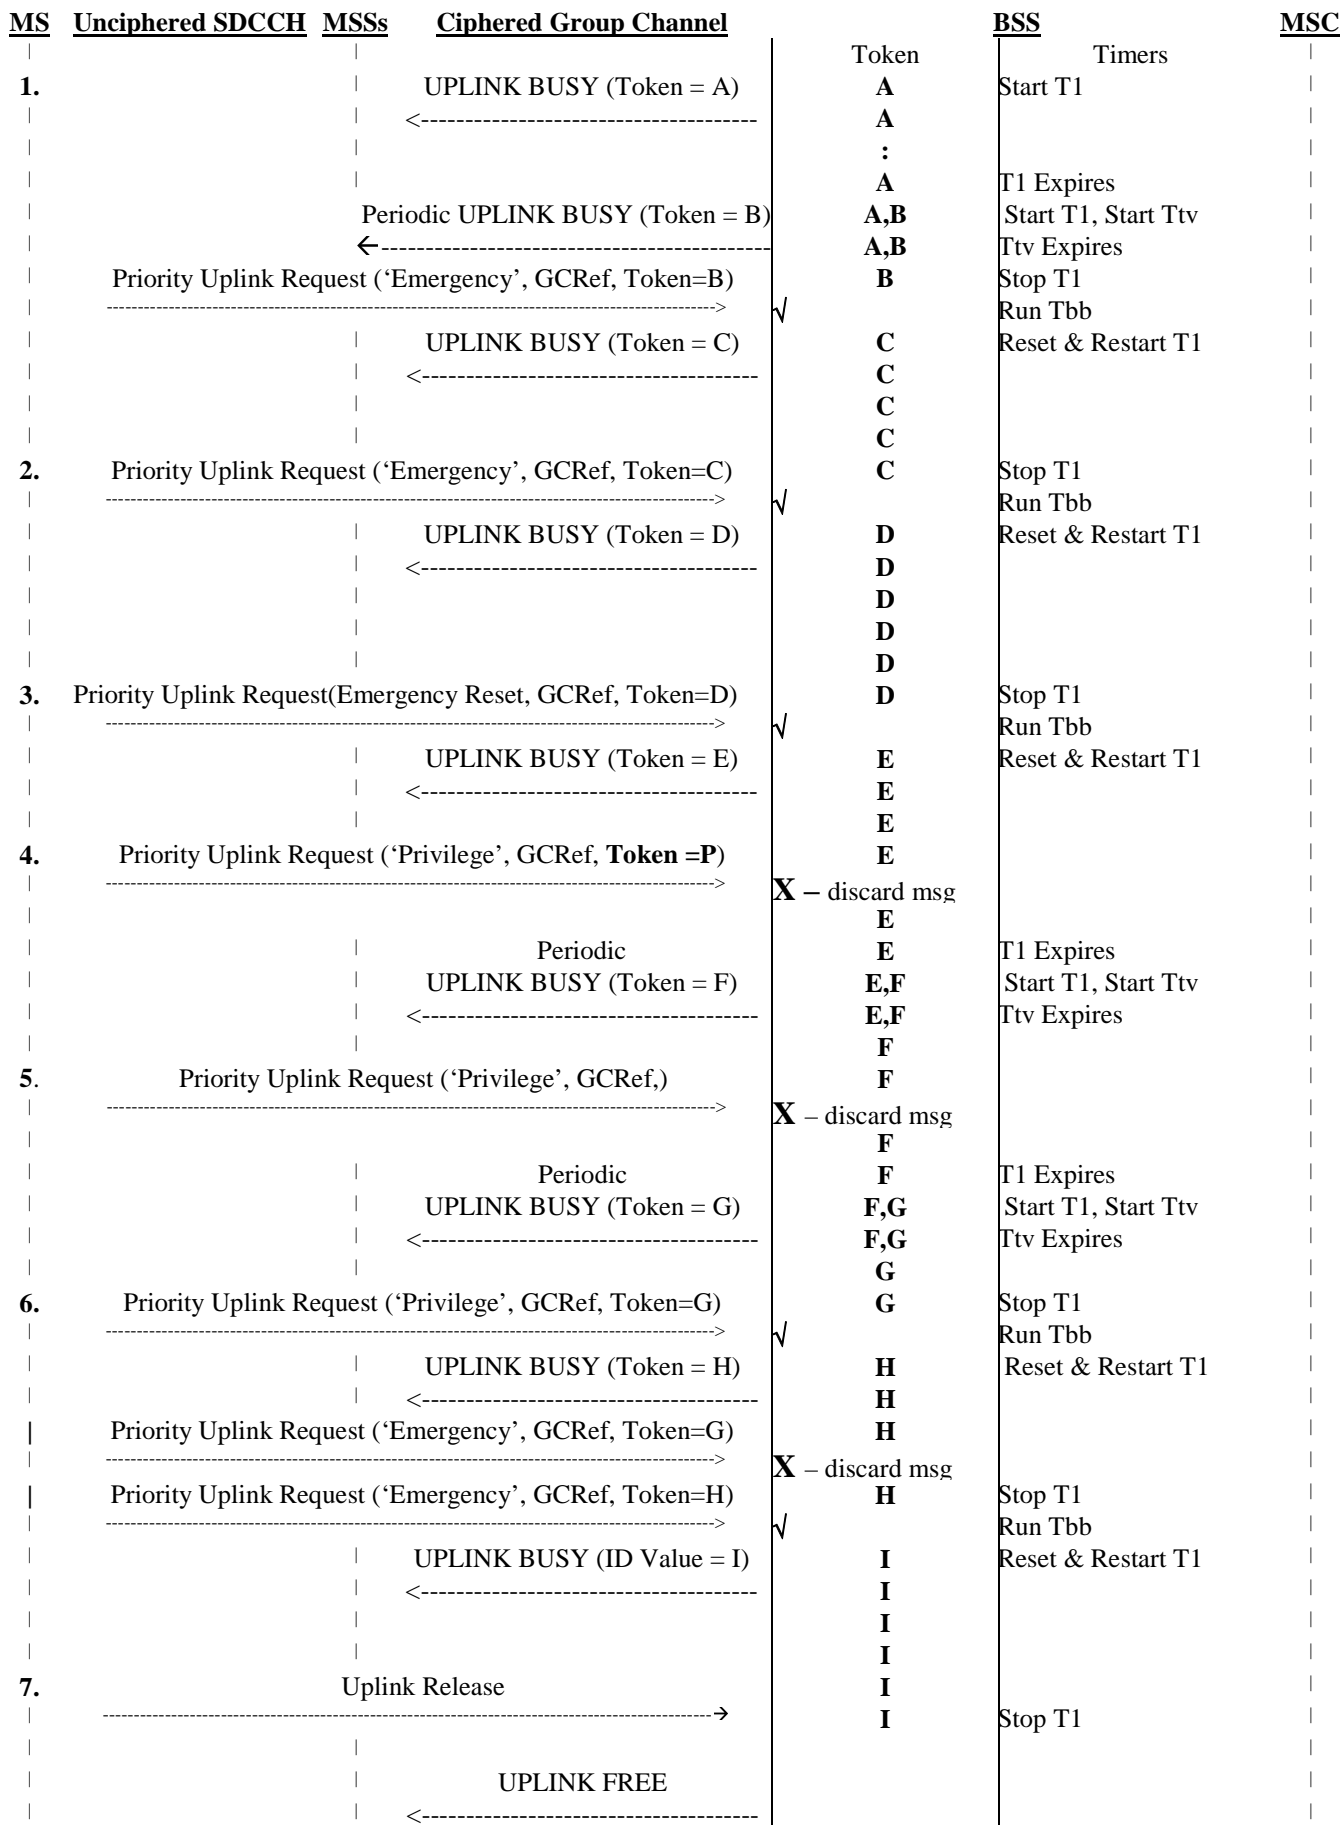 MS Unciphered SDCCH MSSs Ciphered Group Channel BSS MSC
Token Timers
1. UPLINK BUSY (Token = A) A Start T1
A
:
A T1 Expires
Periodic UPLINK BUSY (Token = B) A,B Start T1, Start Ttv
A,B Ttv Expires
Priority Uplink Request (‘Emergency’, GCRef, Token=B) B Stop T1
√ Run Tbb
UPLINK BUSY (Token = C) C Reset & Restart T1
C
C
C
2. Priority Uplink Request (‘Emergency’, GCRef, Token=C) C Stop T1
√ Run Tbb
UPLINK BUSY (Token = D) D Reset & Restart T1
D
D
D
D
3. Priority Uplink Request(Emergency Reset, GCRef, Token=D) D Stop T1
√ Run Tbb
UPLINK BUSY (Token = E) E Reset & Restart T1
E
E
4. Priority Uplink Request (‘Privilege’, GCRef, Token =P) E
X – discard msg
E
Periodic E T1 Expires
UPLINK BUSY (Token = F) E,F Start T1, Start Ttv
E,F Ttv Expires
F
5. Priority Uplink Request (‘Privilege’, GCRef,) F
X – discard msg
F
Periodic F T1 Expires
UPLINK BUSY (Token = G) F,G Start T1, Start Ttv
F,G Ttv Expires
G
6. Priority Uplink Request (‘Privilege’, GCRef, Token=G) G Stop T1
√ Run Tbb
UPLINK BUSY (Token = H) H Reset & Restart T1
H
Priority Uplink Request (‘Emergency’, GCRef, Token=G) H
X – discard msg
Priority Uplink Request (‘Emergency’, GCRef, Token=H) H Stop T1
√ Run Tbb
UPLINK BUSY (ID Value = I) I Reset & Restart T1
I
I
I
7. Uplink Release I
I Stop T1
UPLINK FREE